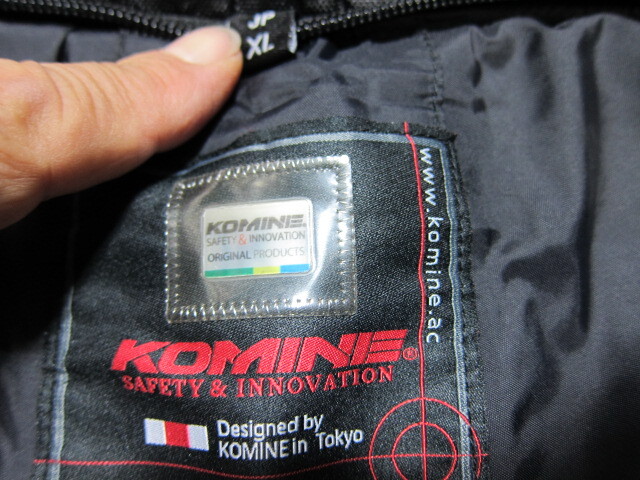 JP
XL
KOMINE
SAFETY & INNOVATION
ORIGINAL PRODUCTS
www.komine.ac
KOMINE®
SAFETY & INNOVATION
Designed by
KOMINE in Tokyo